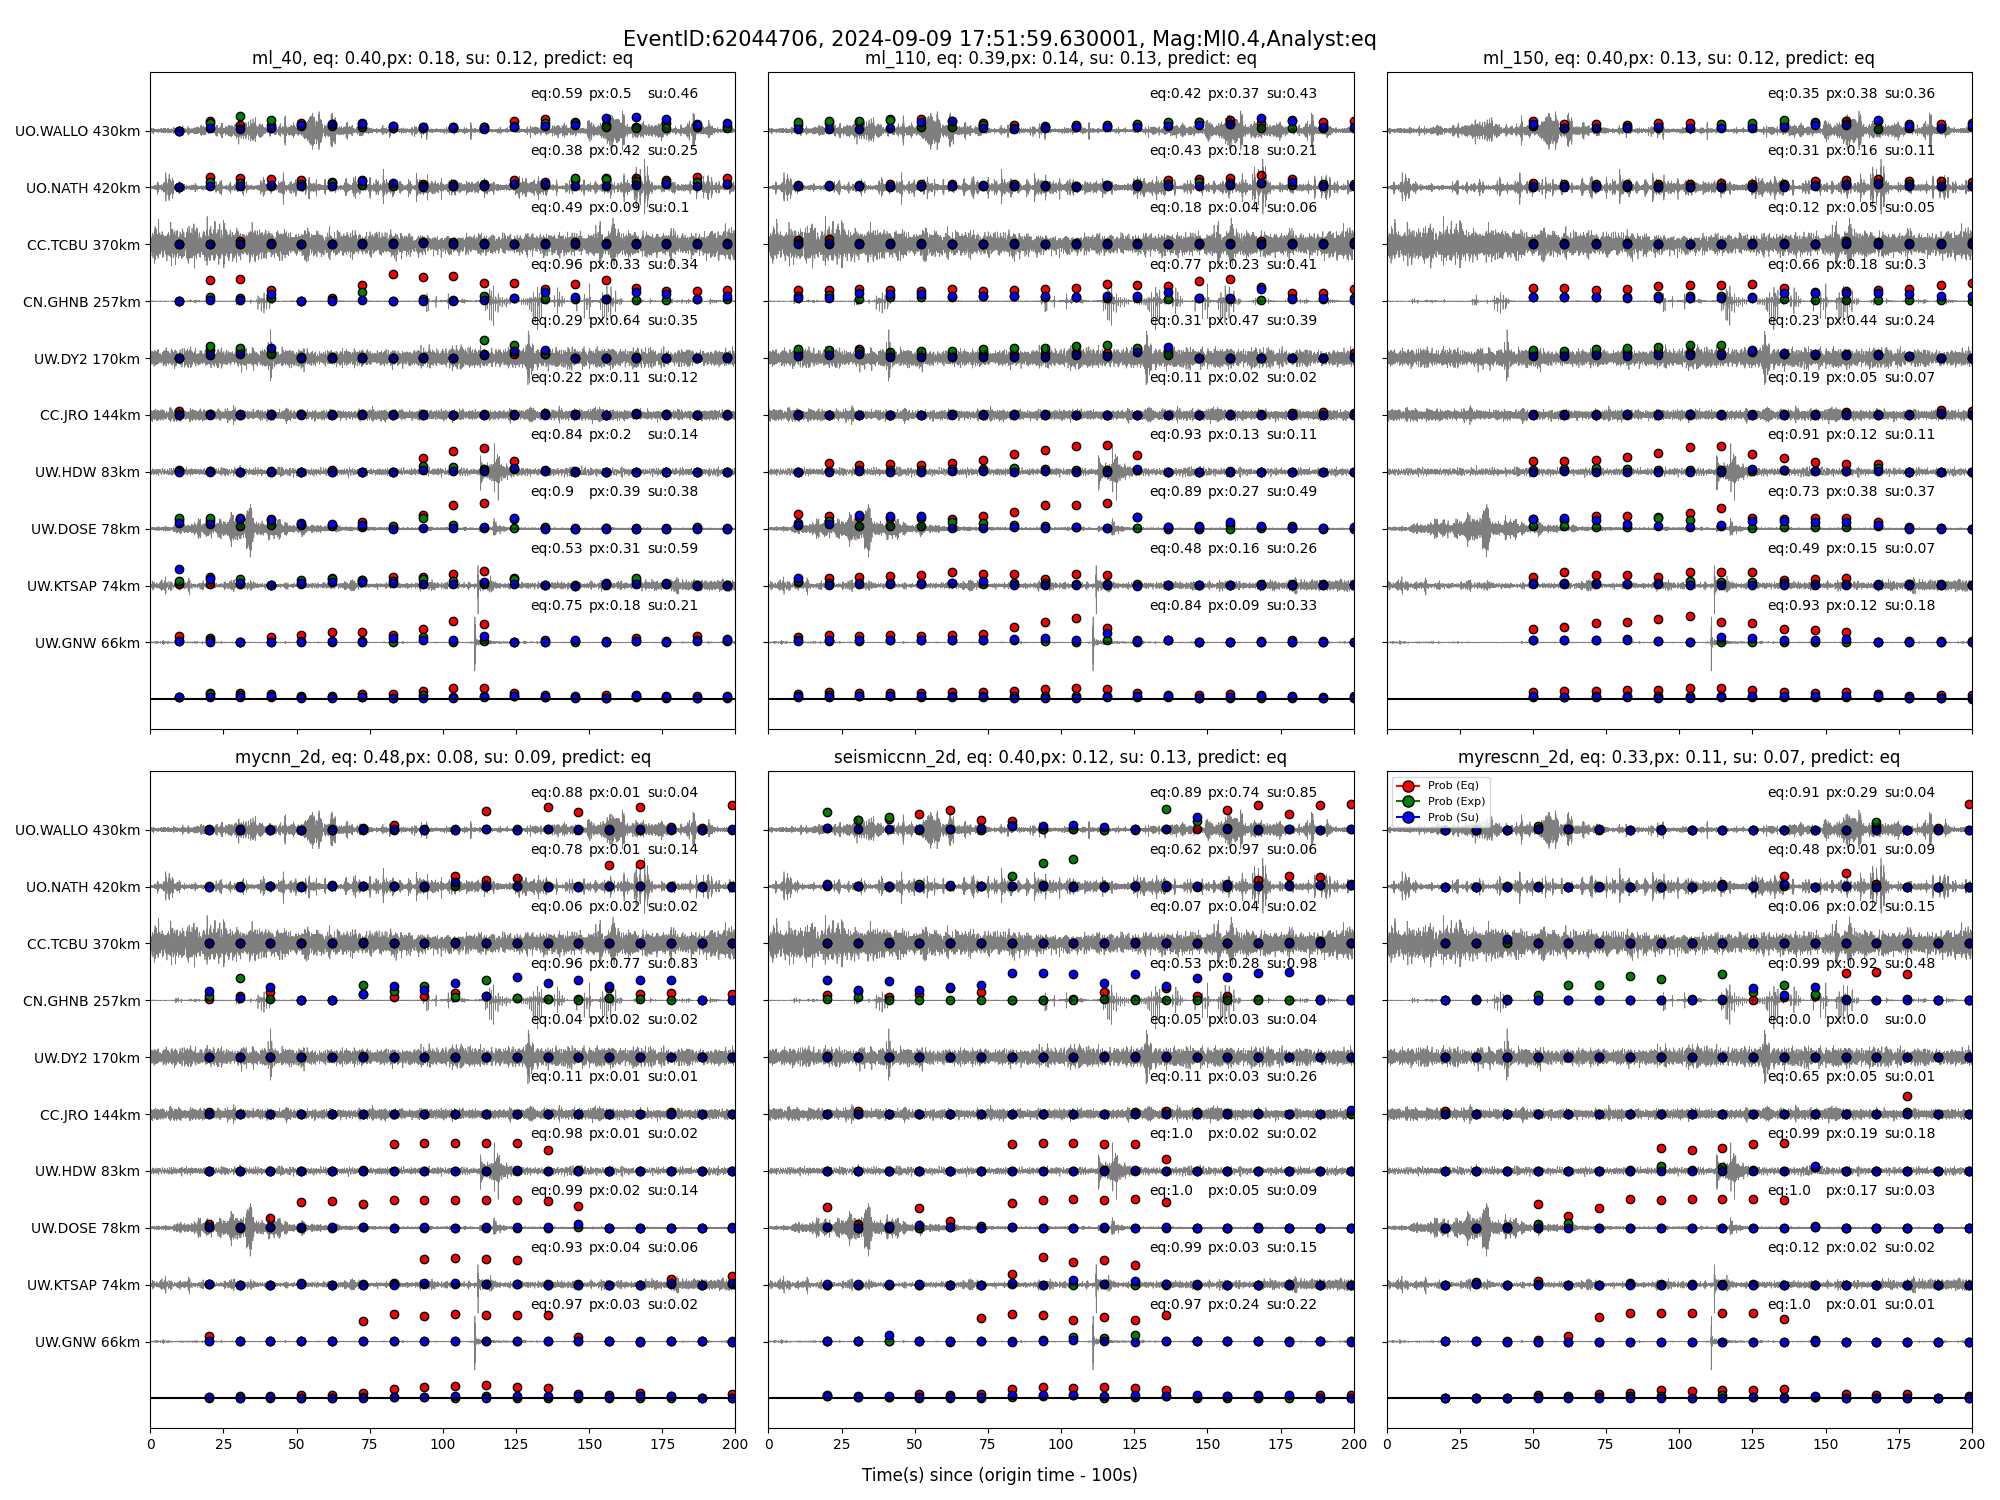 EventID:62044706, 2024-09-09 17:51:59.630001, Mag:Ml0.4,Analyst:eq
ml_40, eq: 0.40,px: 0.18, su: 0.12, predict: eq
UO.WALLO 430km
eq:0.59 px:0.5 su:0.46
UO.NATH 420km
eq:0.38 px:0.42 su:0.25
CC.TCBU 370km
eq:0.49 px:0.09 su:0.1
CN.GHNB 257km
eq:0.96 px:0.33 su:0.34
UW.DY2 170km
eq:0.29 px:0.64 su:0.35
CC.JRO 144km
eq:0.22 px:0.11 su:0.12
UW.HDW 83km
eq:0.84 px:0.2 su:0.14
UW.DOSE 78km
eq:0.9 px:0.39 su:0.38
UW.KTSAP 74km
eq:0.53 px:0.31 su:0.59
UW.GNW 66km
eq:0.75 px:0.18 su:0.21
ml_110, eq: 0.39,px: 0.14, su: 0.13, predict: eq
eq:0.42 px:0.37 su:0.43
eq:0.43 px:0.18 su:0.21
eq:0.18 px:0.04 su:0.06
eq:0.77 px:0.23 su:0.41
eq:0.31 px:0.47 su:0.39
eq:0.11 px:0.02 su:0.02
eq:0.93 px:0.13 su:0.11
eq:0.89 px:0.27 su:0.49
eq:0.48 px:0.16 su:0.26
eq:0.84 px:0.09 su:0.33
ml_150, eq: 0.40,px: 0.13, su: 0.12, predict: eq
eq:0.35 px:0.38 su:0.36
eq:0.31 px:0.16 su:0.11
eq:0.12 px:0.05 su:0.05
eq:0.66 px:0.18 su:0.3
eq:0.23 px:0.44 su:0.24
eq:0.19 px:0.05 su:0.07
eq:0.91 px:0.12 su:0.11
eq:0.73 px:0.38 su:0.37
eq:0.49 px:0.15 su:0.07
eq:0.93 px:0.12 su:0.18
mycnn_2d, eq: 0.48,px: 0.08, su: 0.09, predict: eq
UO.WALLO 430km
eq:0.88 px:0.01 su:0.04
UO.NATH 420km
eq:0.78 px:0.01 su:0.14
CC.TCBU 370km
eq:0.06 px:0.02 su:0.02
CN.GHNB 257km
eq:0.96 px:0.77 su:0.83
UW.DY2 170km
eq:0.04 px:0.02 su:0.02
CC.JRO 144km
eq:0.11 px:0.01 su:0.01
UW.HDW 83km
eq:0.98 px:0.01 su:0.02
UW.DOSE 78km
eq:0.99 px:0.02 su:0.14
UW.KTSAP 74km
eq:0.93 px:0.04 su:0.06
UW.GNW 66km
eq:0.97 px:0.03 su:0.02
0 25 50 75 100 125 150 175 200
seismiccnn_2d, eq: 0.40,px: 0.12, su: 0.13, predict: eq
eq:0.89 px:0.74 su:0.85
eq:0.62 px:0.97 su:0.06
eq:0.07 px:0.04 su:0.02
eq:0.53 px:0.28 su:0.98
eq:0.05 px:0.03 su:0.04
eq:0.11 px:0.03 su:0.26
eq:1.0 px:0.02 su:0.02
eq:1.0 px:0.05 su:0.09
eq:0.99 px:0.03 su:0.15
eq:0.97 px:0.24 su:0.22
0 25 50 75 100 125 150 175 200
myrescnn_2d, eq: 0.33,px: 0.11, su: 0.07, predict: eq
Prob (Eq)
Prob (Exp)
Prob (Su)
eq:0.91 px:0.29 su:0.04
eq:0.48 px:0.01 su:0.09
eq:0.06 px:0.02 su:0.15
eq:0.99 px:0.92 su:0.48
eq:0.0 px:0.0 su:0.0
eq:0.65 px:0.05 su:0.01
eq:0.99 px:0.19 su:0.18
eq:1.0 px:0.17 su:0.03
eq:0.12 px:0.02 su:0.02
eq:1.0 px:0.01 su:0.01
0 25 50 75 100 125 150 175 200
Time(s) since (origin time - 100s)